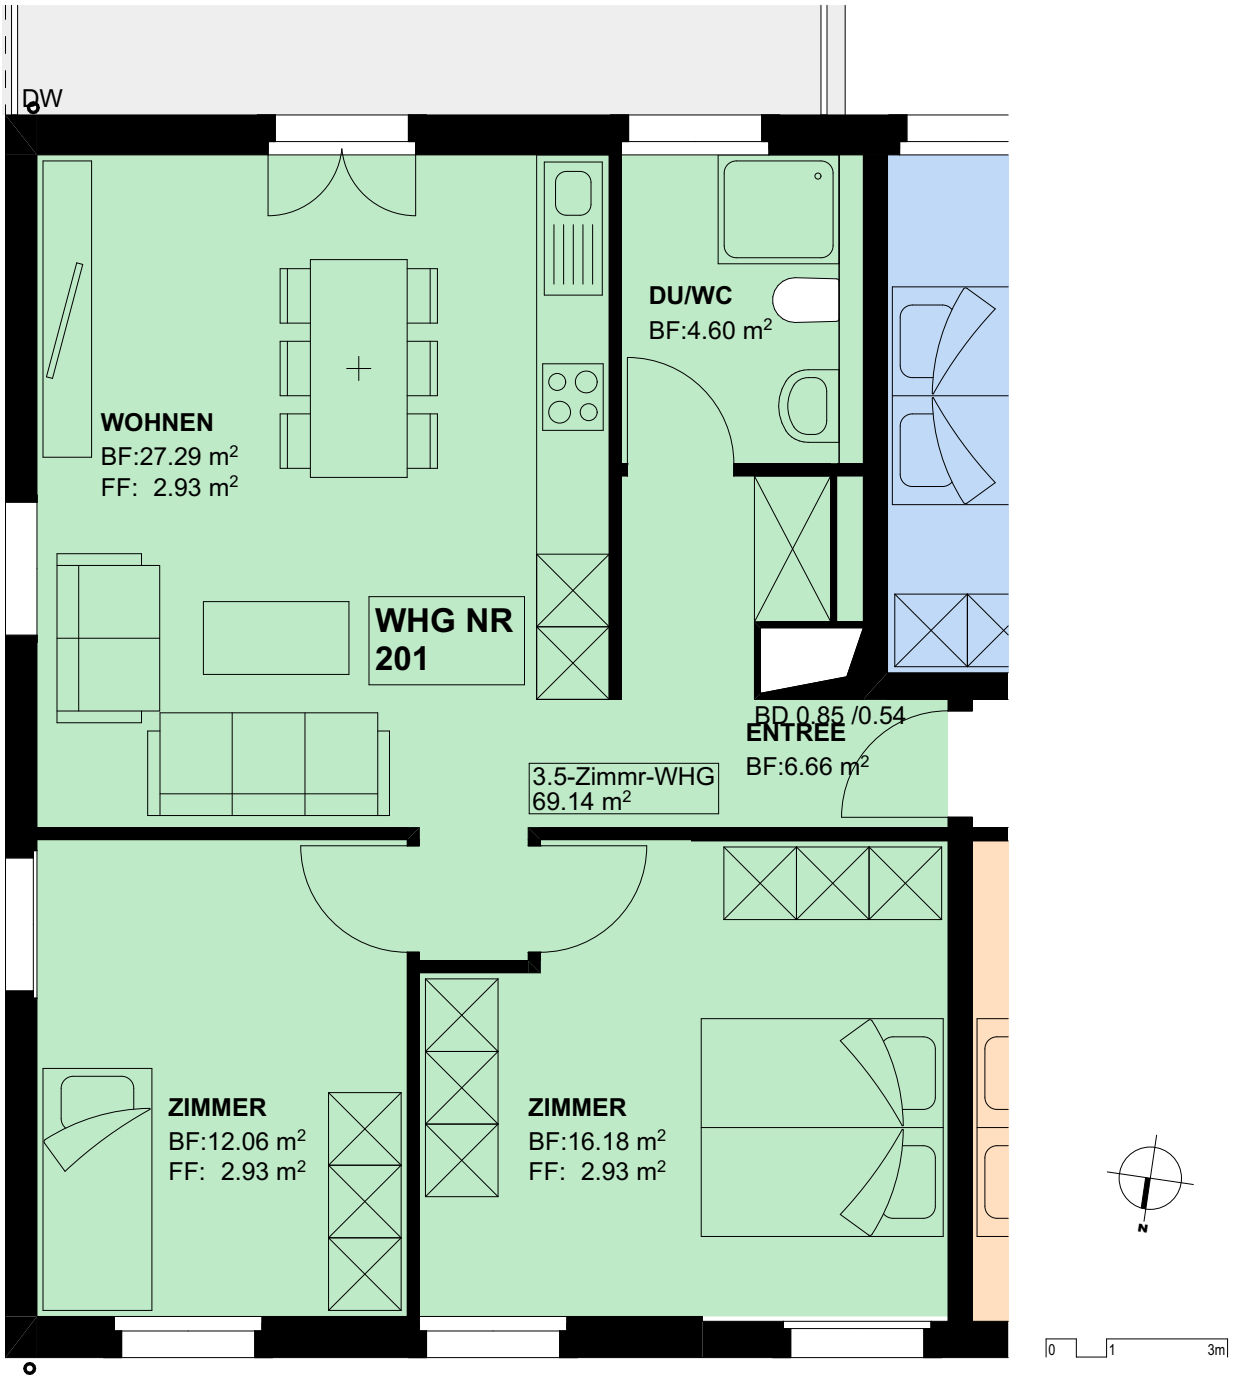 DW
DU/WC
BF:4.60 m²
WOHNEN
BF:27.29 m²
FF: 2.93 m²
WHG NR
201
BD 0.85 /0.54
ENTREE
BF:6.66 m²
3.5-Zimmr-WHG
69.14 m²
ZIMMER
BF:12.06 m²
FF: 2.93 m²
ZIMMER
BF:16.18 m²
FF: 2.93 m²
N
0 1 3m